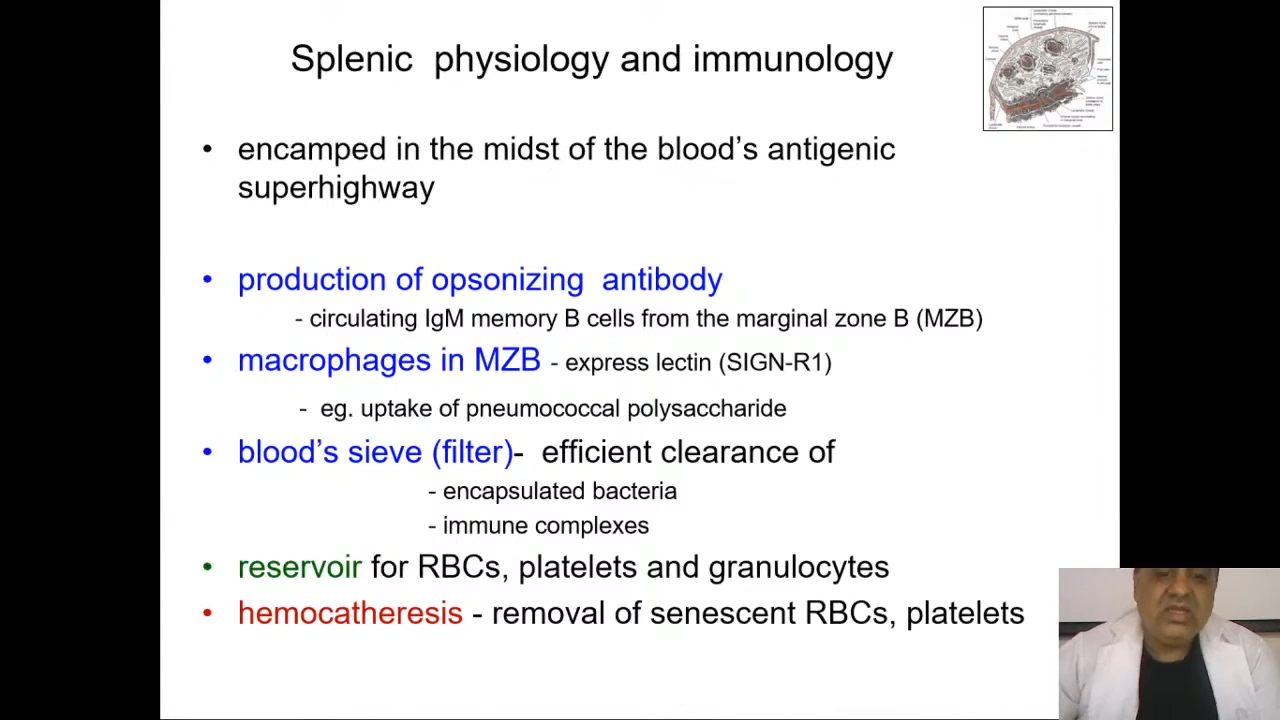 Splenic physiology and immunology
• encamped in the midst of the blood's antigenic
superhighway
• production of opsonizing antibody
- circulating IgM memory B cells from the marginal zone B (MZB)
• macrophages in MZB - express lectin (SIGN-R1)
- eg. uptake of pneumococcal polysaccharide
• blood's sieve (filter)- efficient clearance of
- encapsulated bacteria
- immune complexes
• reservoir for RBCs, platelets and granulocytes
• hemocatheresis - removal of senescent RBCs, platelets